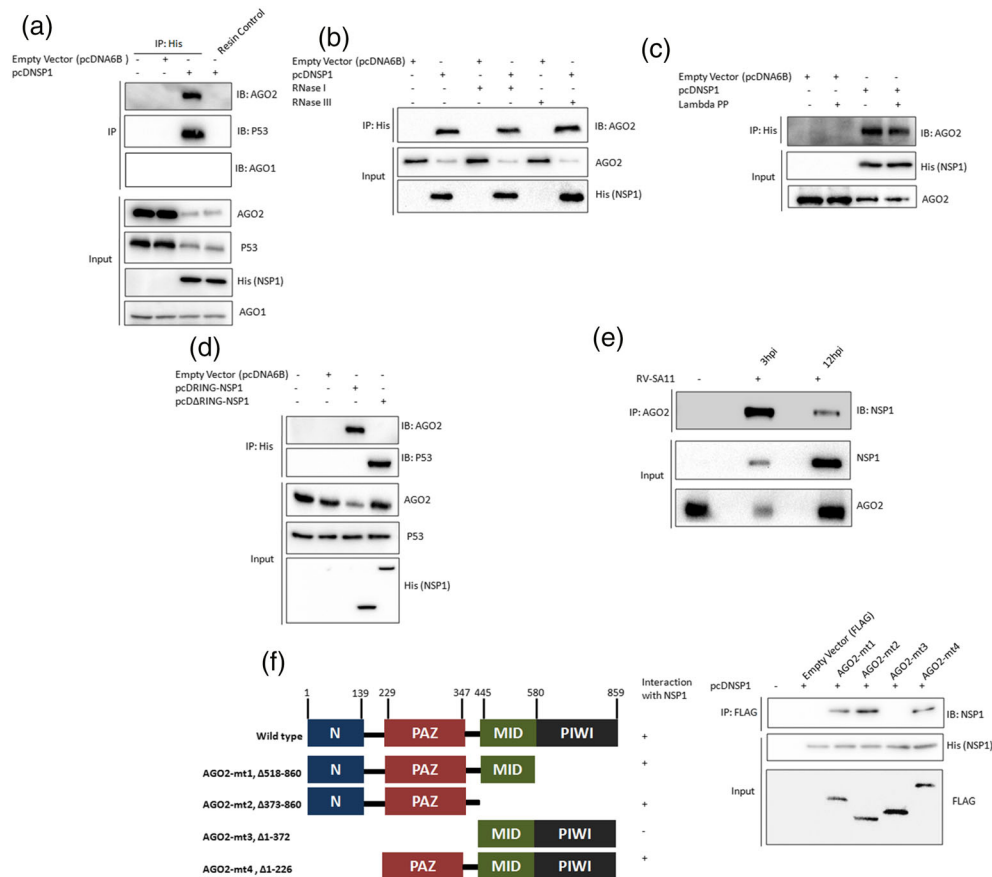 (a)
IP: His
Resin Control
Empty Vector (pcDNA6B) - + - -
pcDNSP1 - - + +
IP
IB: AGO2
IB: P53
IB: AGO1
Input
AGO2
P53
His (NSP1)
AGO1
(b)
Empty Vector (pcDNA6B) + - + - + -
pcDNSP1 - + - + - +
RNase I - - + + - -
RNase III - - - - + +
IP: His
IB: AGO2
Input
AGO2
His (NSP1)
(c)
Empty Vector (pcDNA6B) + + - -
pcDNSP1 - - + +
Lambda PP - + - +
IP: His
IB: AGO2
Input
His (NSP1)
AGO2
(d)
Empty Vector (pcDNA6B) - + - -
pcDRING-NSP1 - - + -
pcDΔRING-NSP1 - - - +
IP: His
IB: AGO2
IB: P53
Input
AGO2
P53
His (NSP1)
(e)
3hpi
12hpi
RV-SA11 - + +
IP: AGO2
IB: NSP1
Input
NSP1
AGO2
(f)
1 139 229 347 445 580 859
Interaction
with NSP1
Wild type N PAZ MID PIWI +
AGO2-mt1, Δ518-860 N PAZ MID +
AGO2-mt2, Δ373-860 N PAZ +
AGO2-mt3, Δ1-372 MID PIWI -
AGO2-mt4, Δ1-226 PAZ MID PIWI +
Empty Vector (FLAG)
AGO2-mt1
AGO2-mt2
AGO2-mt3
AGO2-mt4
pcDNSP1 - + + + + +
IP: FLAG
IB: NSP1
Input
His (NSP1)
FLAG